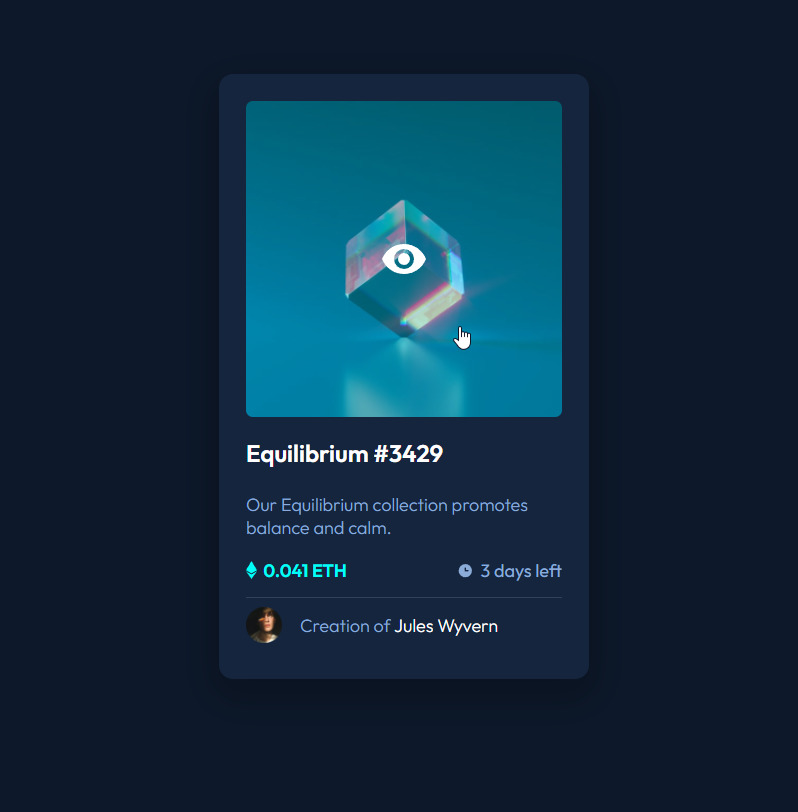 Equilibrium #3429
Our Equilibrium collection promotes
balance and calm.
0.041 ETH 3 days left
Creation of Jules Wyvern